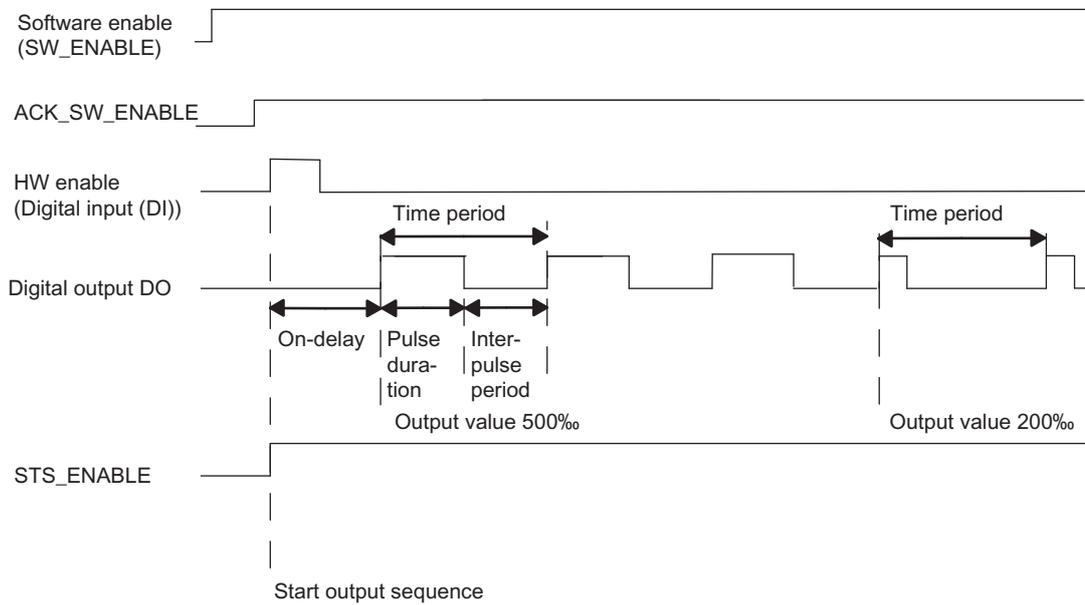 Software enable
(SW_ENABLE)
ACK_SW_ENABLE
HW enable
(Digital input (DI))
Time period
Time period
Digital output DO
On-delay
Pulse
dura-
tion
Inter-
pulse
period
Output value 500‰
Output value 200‰
STS_ENABLE
Start output sequence